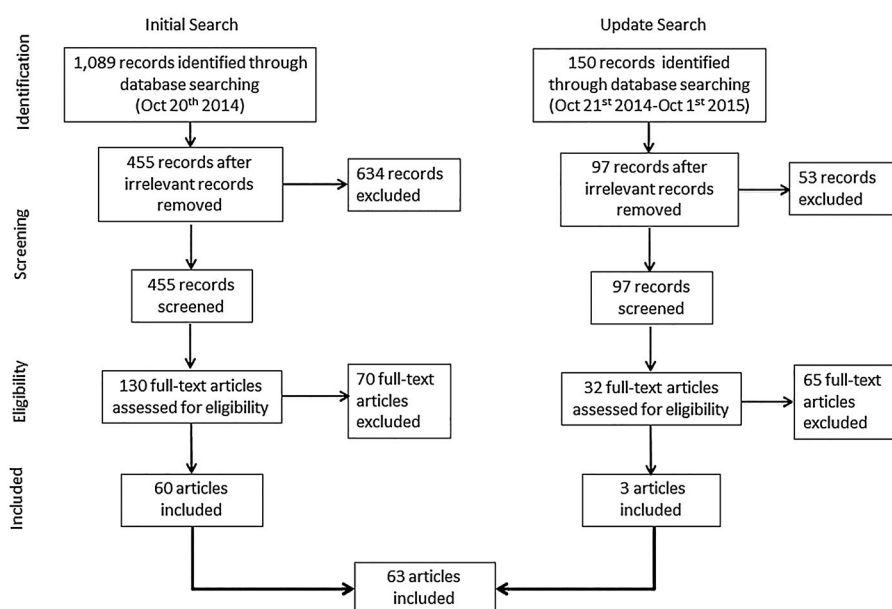 Initial Search
Update Search
Identification
1,089 records identified through
database searching
(Oct 20th 2014)
150 records identified
through database searching
(Oct 21st 2014-Oct 1st 2015)
Screening
455 records after
irrelevant records
removed
634 records
excluded
97 records after
irrelevant records
removed
53 records
excluded
455 records
screened
97 records
screened
Eligibility
130 full-text articles
assessed for eligibility
70 full-text
articles
excluded
32 full-text articles
assessed for eligibility
65 full-text
articles
excluded
Included
60 articles
included
3 articles
included
63 articles
included